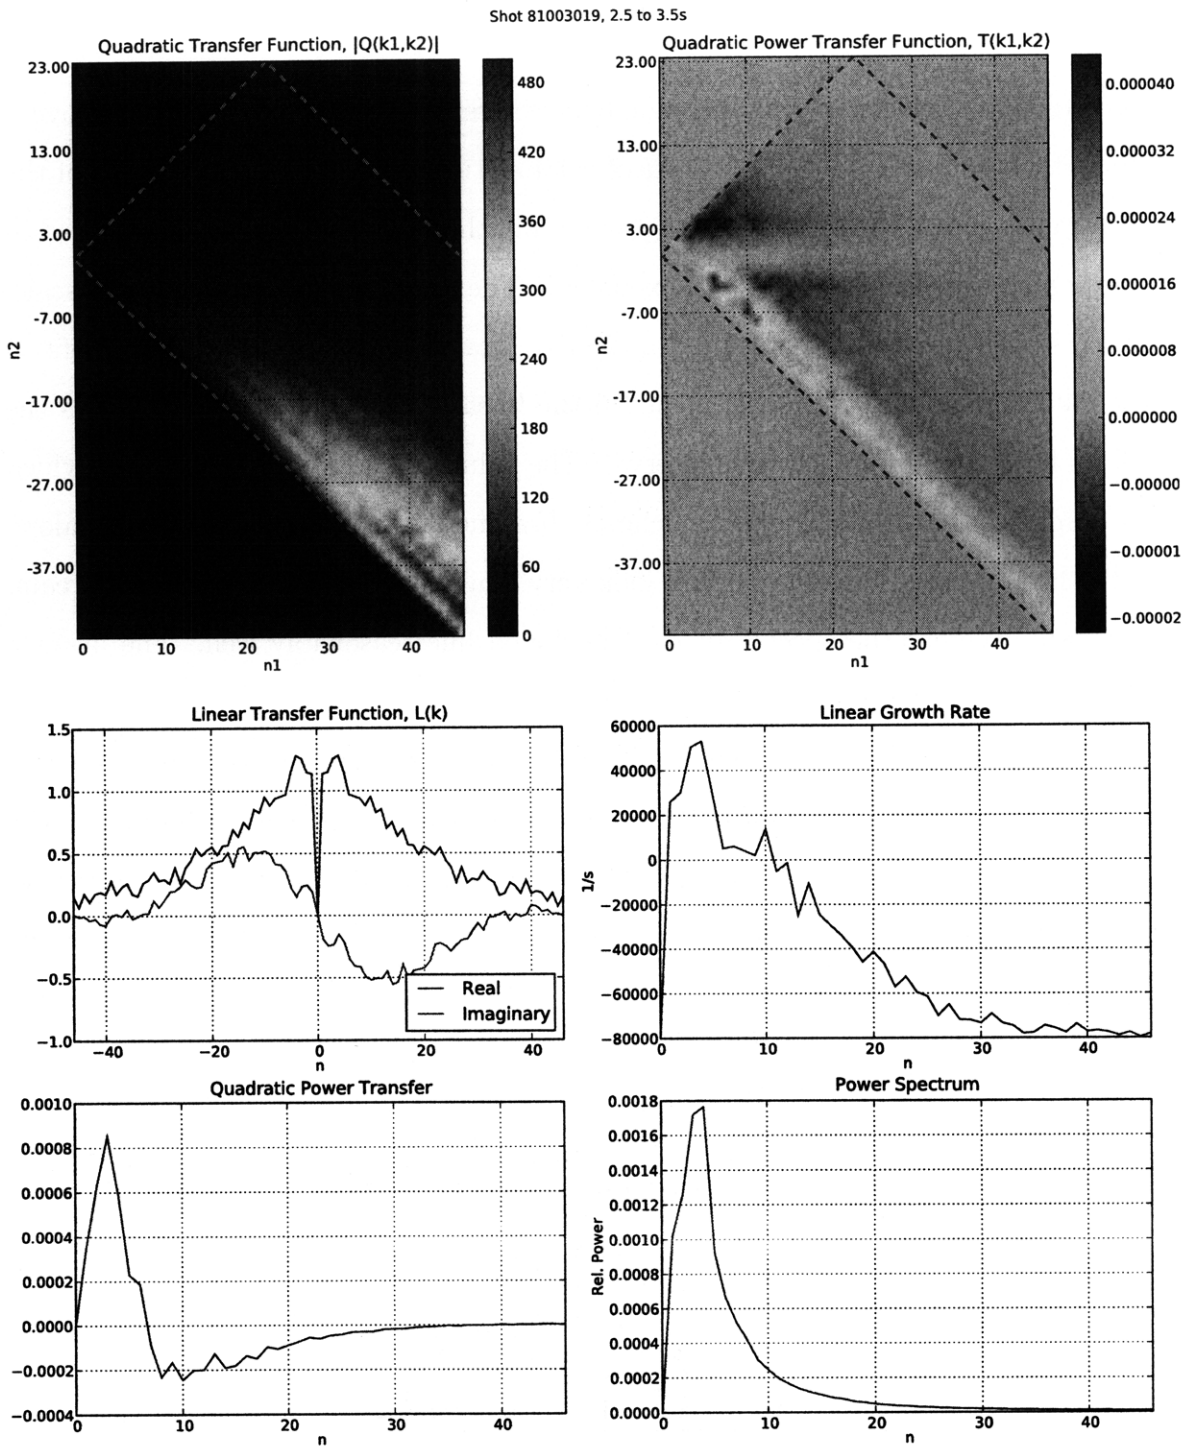 Shot 81003019, 2.5 to 3.5s
Quadratic Transfer Function, |Q(k1,k2)|
23.00
13.00
3.00
-7.00
-17.00
-27.00
-37.00
n2
0 10 20 30 40
n1
480
420
360
300
240
180
120
60
0
Quadratic Power Transfer Function, T(k1,k2)
23.00
13.00
3.00
-7.00
-17.00
-27.00
-37.00
n2
0 10 20 30 40
n1
0.000040
0.000032
0.000024
0.000016
0.000008
0.000000
−0.00000
−0.00001
−0.00002
Linear Transfer Function, L(k)
1.5
1.0
0.5
0.0
−0.5
−1.0
−40 −20 0 20 40
n
Real
Imaginary
Linear Growth Rate
60000
40000
20000
0
−20000
−40000
−60000
−80000
1/s
0 10 20 30 40
n
Quadratic Power Transfer
0.0010
0.0008
0.0006
0.0004
0.0002
0.0000
−0.0002
−0.0004
0 10 20 30 40
n
Power Spectrum
0.0018
0.0016
0.0014
0.0012
0.0010
0.0008
0.0006
0.0004
0.0002
0.0000
Rel. Power
0 10 20 30 40
n